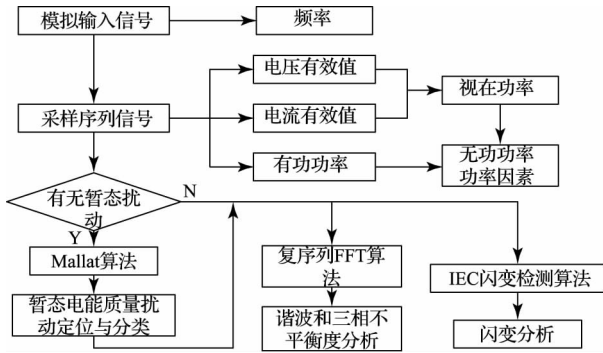 模拟输入信号
频率
采样序列信号
电压有效值
电流有效值
有功功率
视在功率
无功功率
功率因素
有无暂态扰
动
N
Y
Mallat算法
暂态电能质量扰
动定位与分类
复序列FFT算
法
谐波和三相不
平衡度分析
IEC闪变检测算法
闪变分析